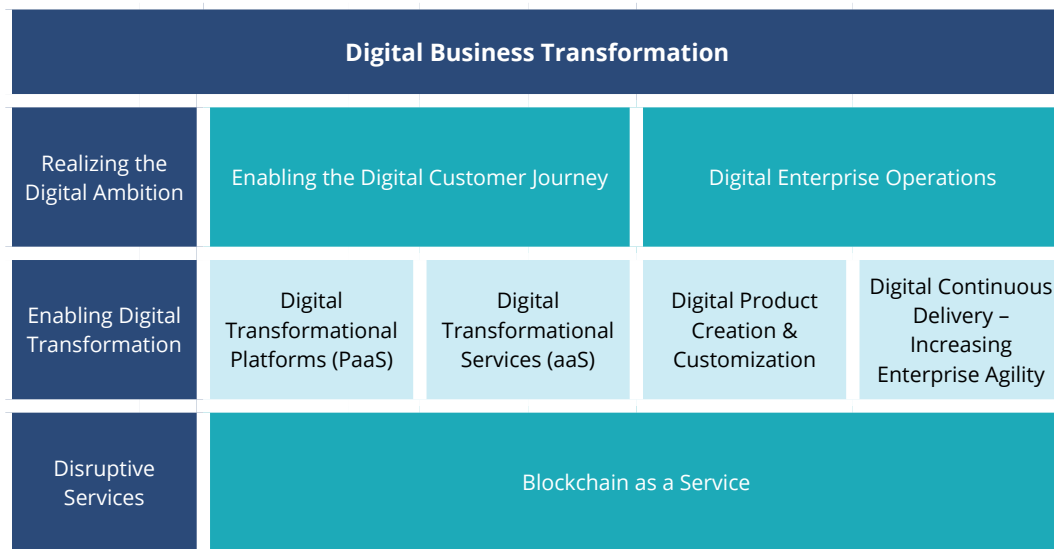 Digital Business Transformation
Realizing the
Digital Ambition
Enabling the Digital Customer Journey
Digital Enterprise Operations
Enabling Digital
Transformation
Digital
Transformational
Platforms (PaaS)
Digital
Transformational
Services (aaS)
Digital Product
Creation &
Customization
Digital Continuous
Delivery –
Increasing
Enterprise Agility
Disruptive
Services
Blockchain as a Service